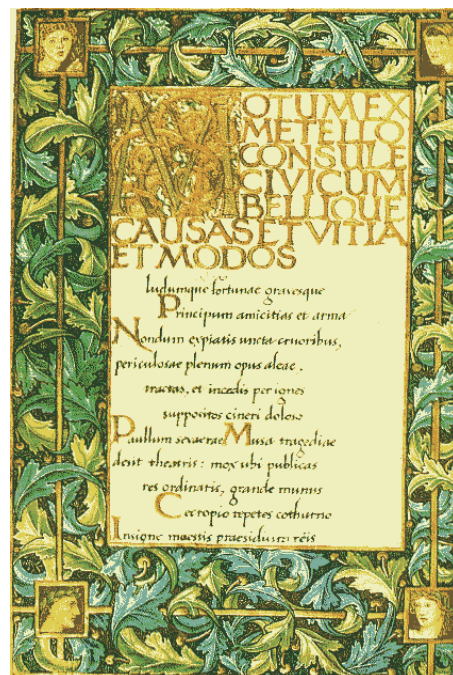 MOTUM EX
METELLO
CONSULE
CIVICUM
BELLIQUE
CAUSAS ET VITIA
ET MODOS
ludumque fortunae gravesque
Principum amicitias et arma
Nondum expiatis uncta cruoribus,
periculosae plenum opus aleae,
tractas, et incedis per ignes
suppositos cineri doloso
Paullum severae Musa tragediae
desit theatris: mox ubi publicas
res ordinaris, grande munus
Cecropio repetes cothurno
Insigne maestis praesidium reis